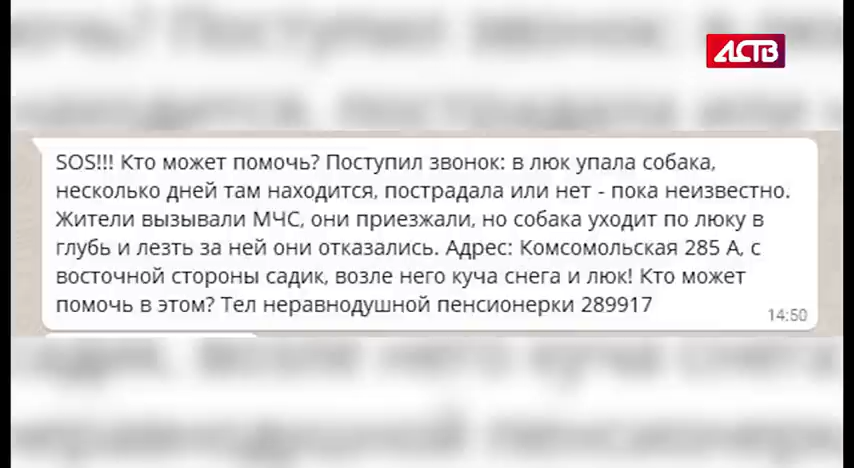 АСТВ
SOS!!! Кто может помочь? Поступил звонок: в люк упала собака,
несколько дней там находится, пострадала или нет - пока неизвестно.
Жители вызывали МЧС, они приезжали, но собака уходит по люку в
глубь и лезть за ней они отказались. Адрес: Комсомольская 285 А, с
восточной стороны садик, возле него куча снега и люк! Кто может
помочь в этом? Тел неравнодушной пенсионерки 289917
14:50